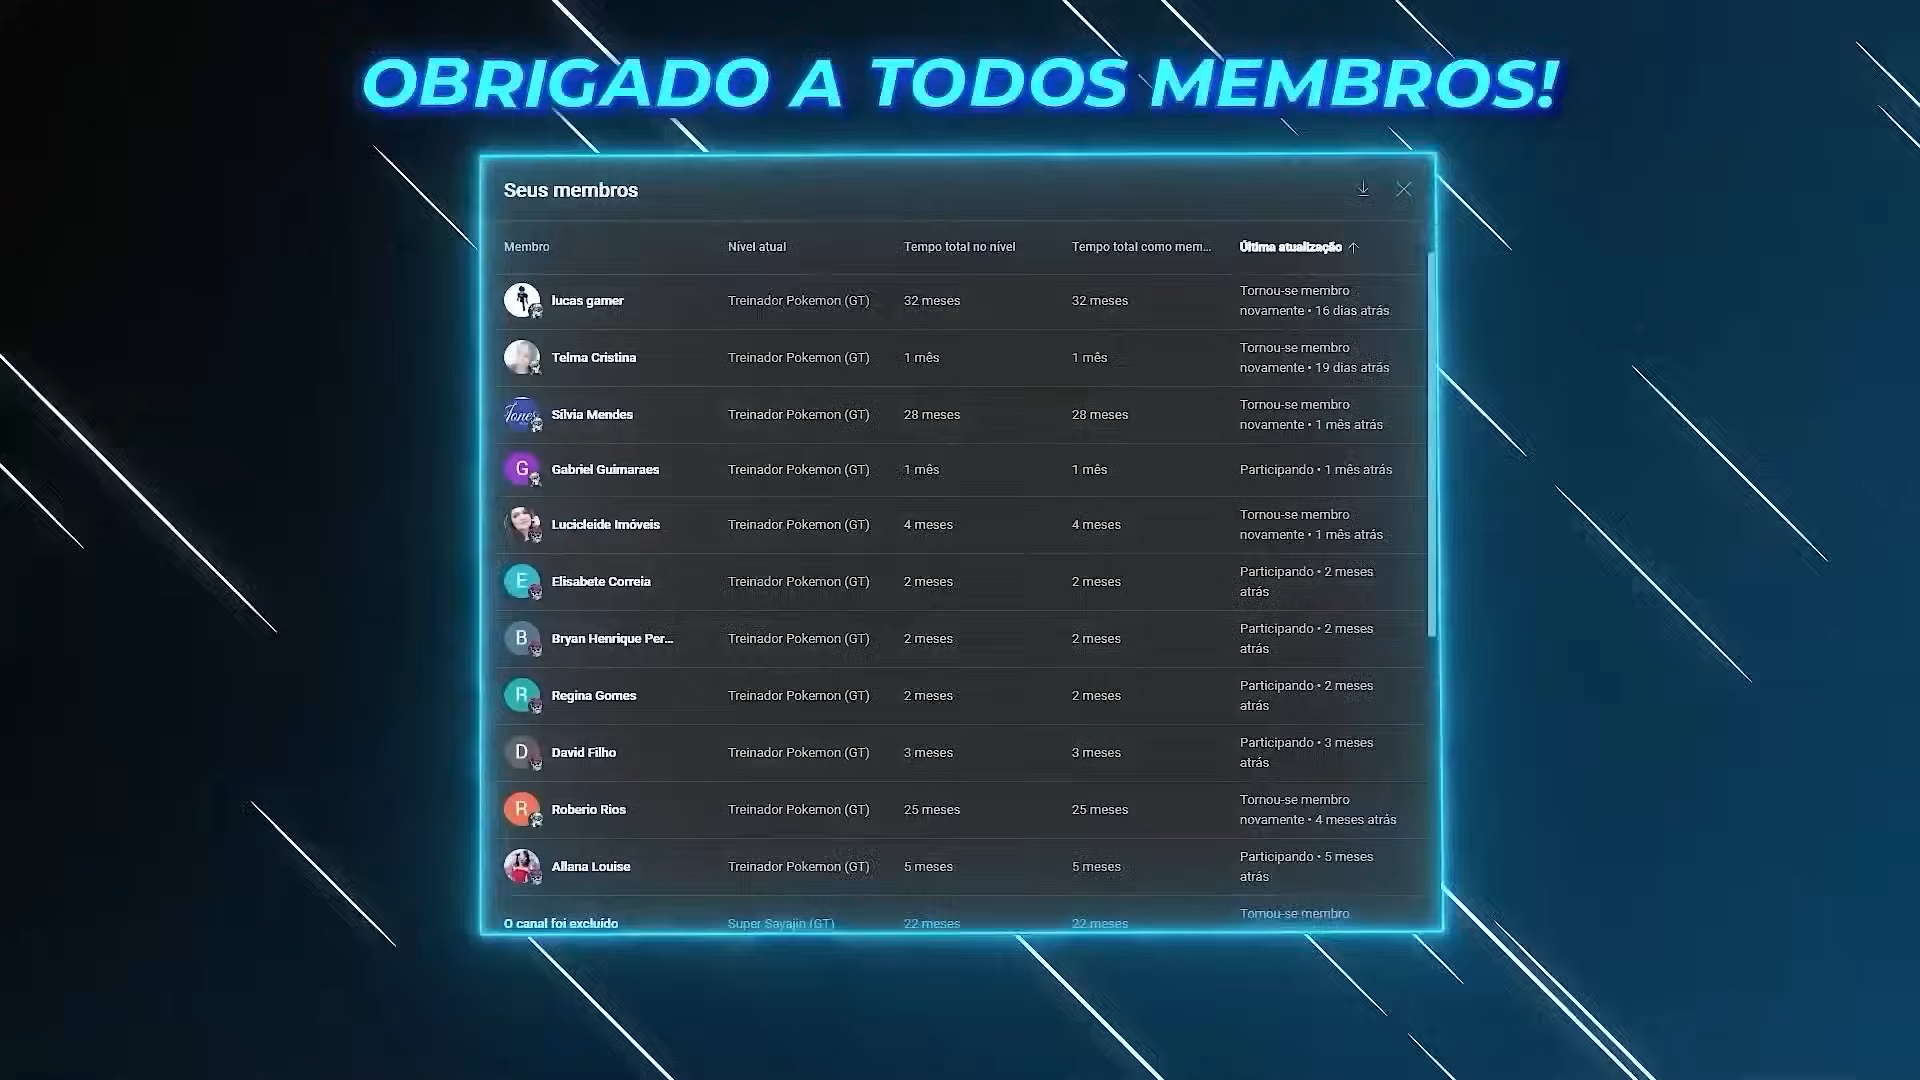 OBRIGADO A TODOS MEMBROS!
Seus membros
Membro Nível atual Tempo total no nível Tempo total como mem... Última atualização
lucas gamer Treinador Pokemon (GT) 32 meses 32 meses Tornou-se membro
novamente • 16 dias atrás
Telma Cristina Treinador Pokemon (GT) 1 mês 1 mês Tornou-se membro
novamente • 19 dias atrás
Jones
Sílvia Mendes Treinador Pokemon (GT) 28 meses 28 meses Tornou-se membro
novamente • 1 mês atrás
G Gabriel Guimaraes Treinador Pokemon (GT) 1 mês 1 mês Participando • 1 mês atrás
Lucicleide Imóveis Treinador Pokemon (GT) 4 meses 4 meses Tornou-se membro
novamente • 1 mês atrás
E Elisabete Correia Treinador Pokemon (GT) 2 meses 2 meses Participando • 2 meses
atrás
B Bryan Henrique Per... Treinador Pokemon (GT) 2 meses 2 meses Participando • 2 meses
atrás
R Regina Gomes Treinador Pokemon (GT) 2 meses 2 meses Participando • 2 meses
atrás
D David Filho Treinador Pokemon (GT) 3 meses 3 meses Participando • 3 meses
atrás
R Roberio Rios Treinador Pokemon (GT) 25 meses 25 meses Tornou-se membro
novamente • 4 meses atrás
Allana Louise Treinador Pokemon (GT) 5 meses 5 meses Participando • 5 meses
atrás
O canal foi excluído Super Sayajin (GT) 22 meses 22 meses Tornou-se membro